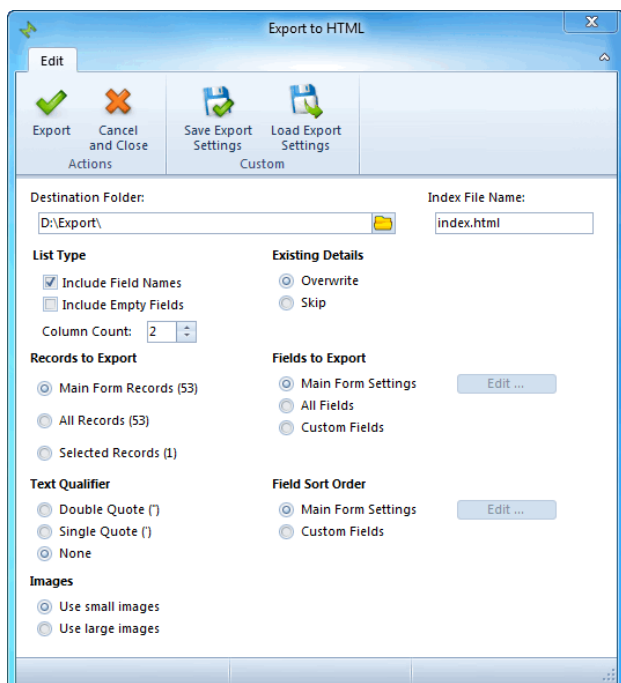 Export to HTML
x
Edit
Export
Cancel
and Close
Save Export
Settings
Load Export
Settings
Actions
Custom
Destination Folder:
Index File Name:
D:\Export\
index.html
List Type
Existing Details
Include Field Names
Overwrite
Include Empty Fields
Skip
Column Count: 2
Records to Export
Fields to Export
Main Form Records (53)
Main Form Settings
Edit ...
All Records (53)
All Fields
Custom Fields
Selected Records (1)
Text Qualifier
Field Sort Order
Double Quote (")
Main Form Settings
Edit ...
Single Quote (')
Custom Fields
None
Images
Use small images
Use large images